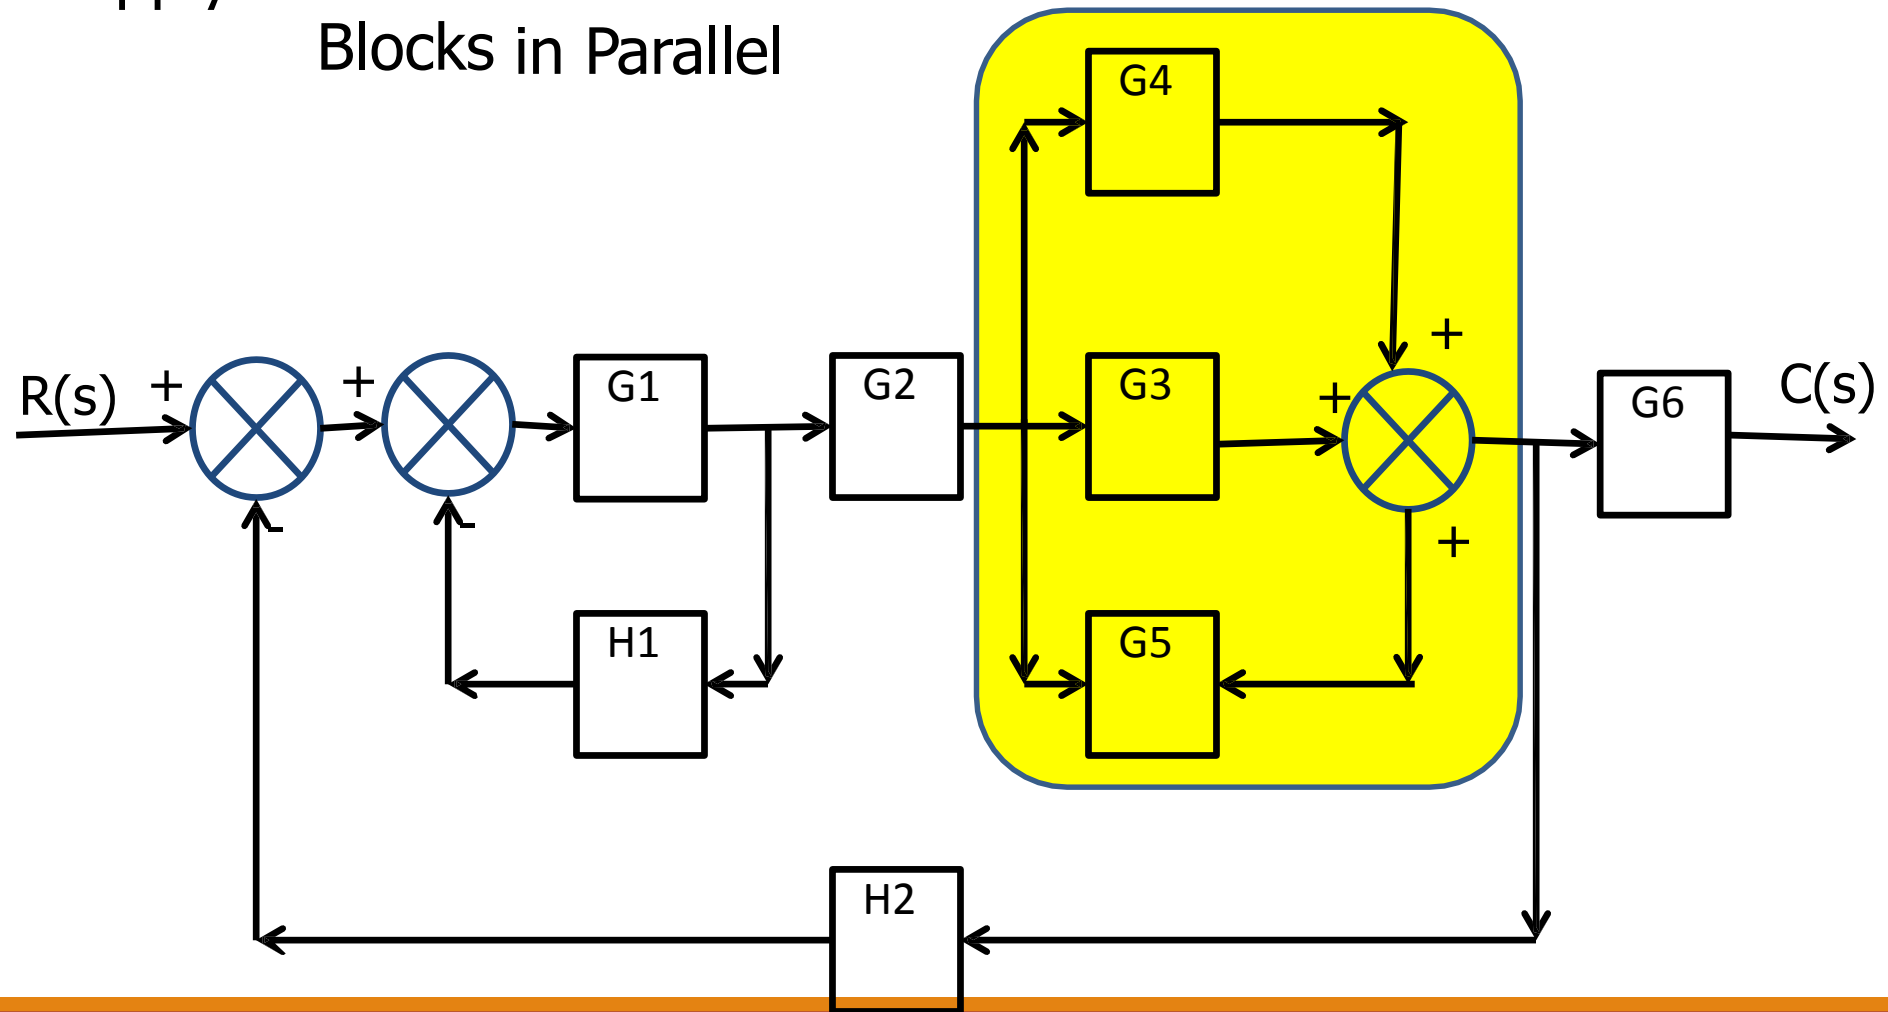 Blocks in Parallel
G4
R(s)
+
+
G1
G2
G3
+
+
G6
C(s)
-
-
+
H1
G5
H2